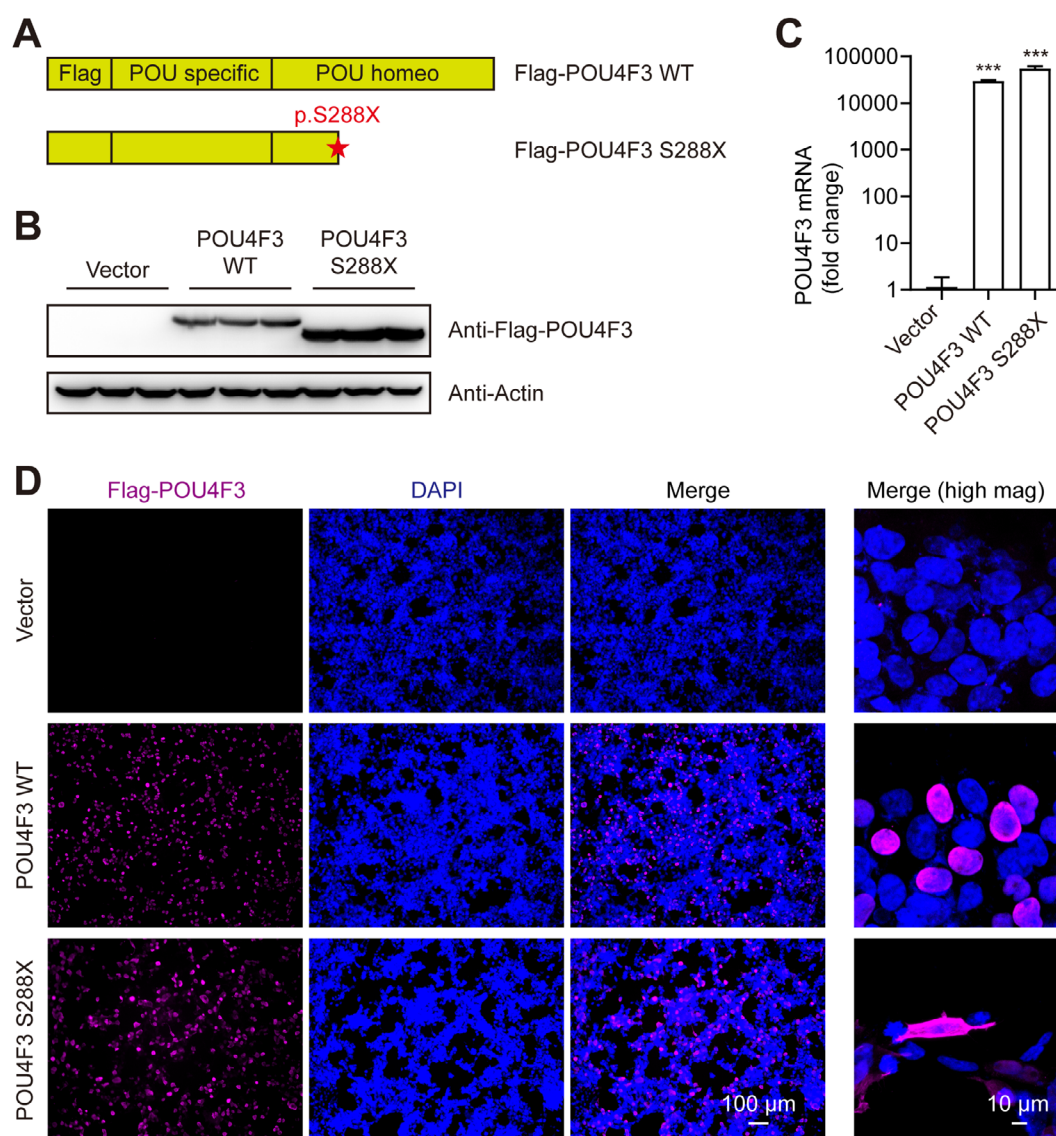 A
Flag POU specific POU homeo Flag-POU4F3 WT
p.S288X
Flag-POU4F3 S288X
B
Vector
POU4F3
WT
POU4F3
S288X
Anti-Flag-POU4F3
Anti-Actin
C
POU4F3 mRNA
(fold change)
100000
10000
1000
100
10
1
***
***
Vector
POU4F3 WT
POU4F3 S288X
D
Flag-POU4F3 DAPI Merge Merge (high mag)
Vector
POU4F3 WT
POU4F3 S288X
100 μm
10 μm